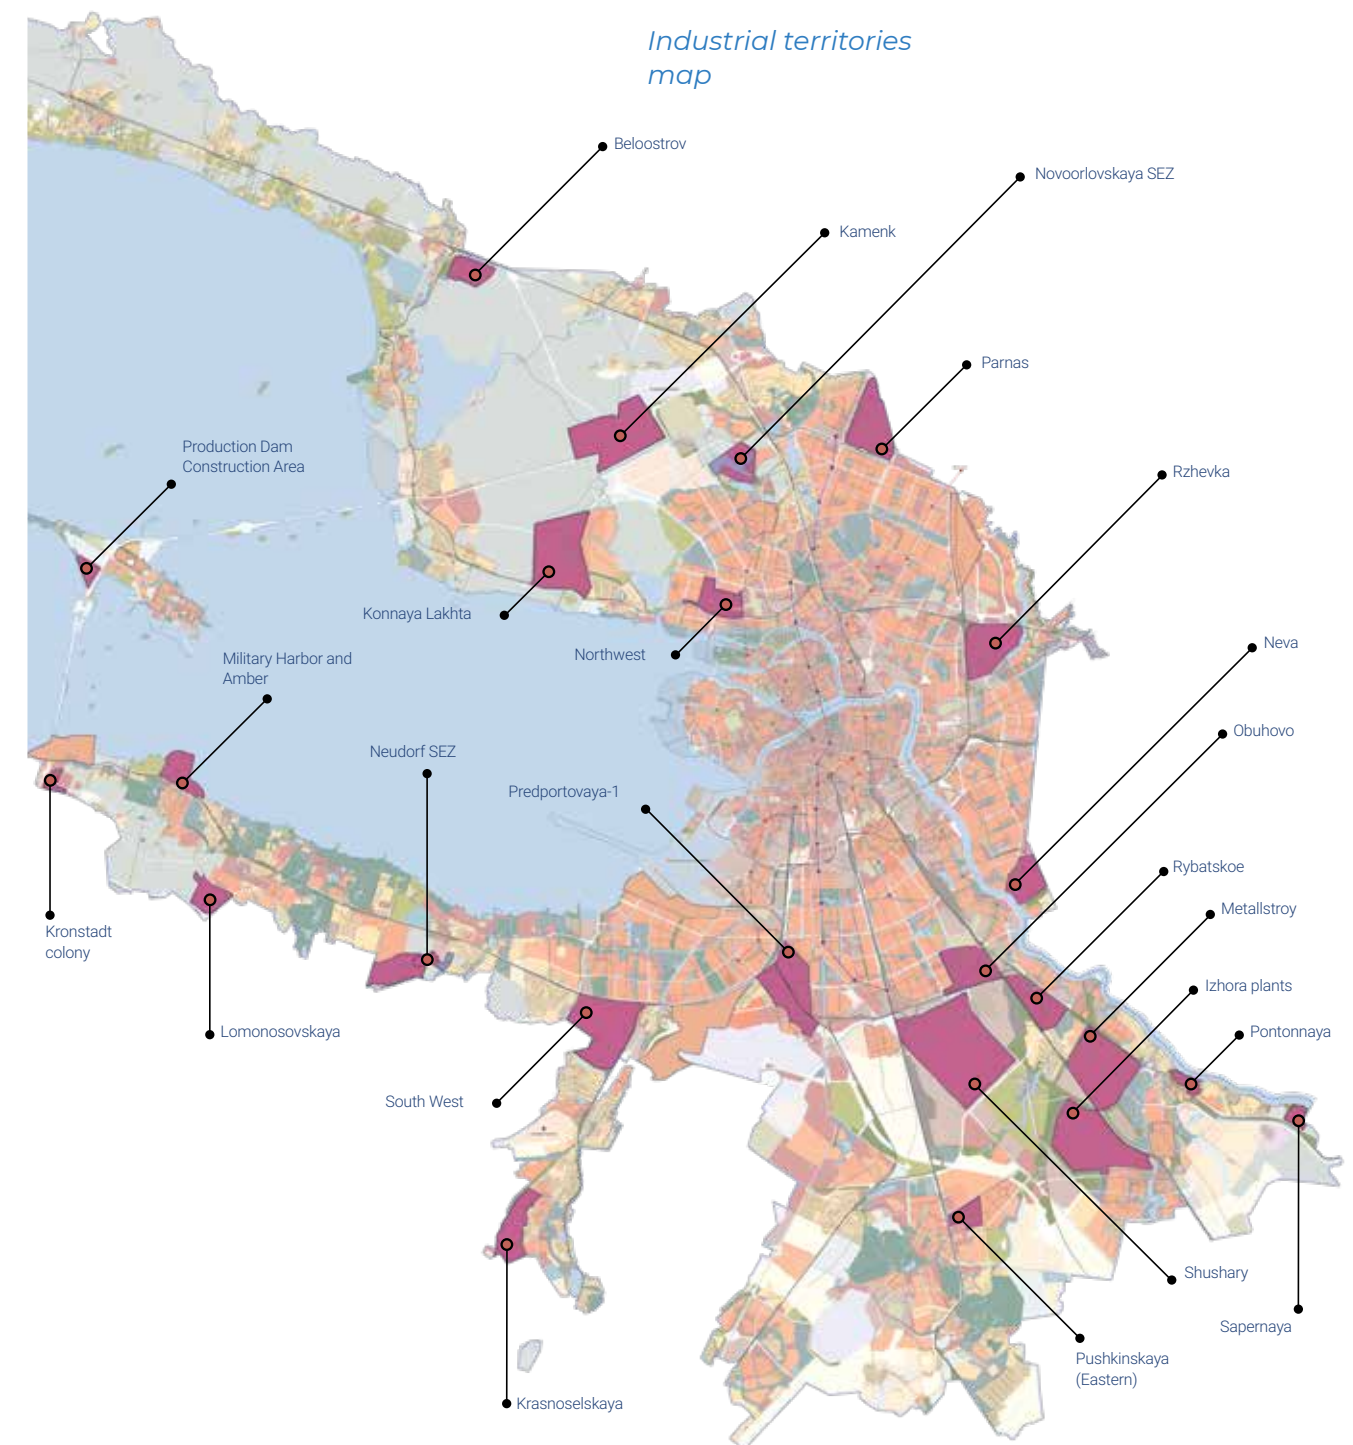 Industrial territories
map
Beloostrov
Novoorlovskaya SEZ
Kamenk
Parnas
Production Dam
Construction Area
Rzhevka
Konnaya Lakhta
Northwest
Military Harbor and
Amber
Neva
Obuhovo
Neudorf SEZ
Predportovaya-1
Rybatskoe
Metallstroy
Kronstadt
colony
Izhora plants
Lomonosovskaya
Pontonnaya
South West
Shushary
Sapernaya
Pushkinskaya
(Eastern)
Krasnoselskaya